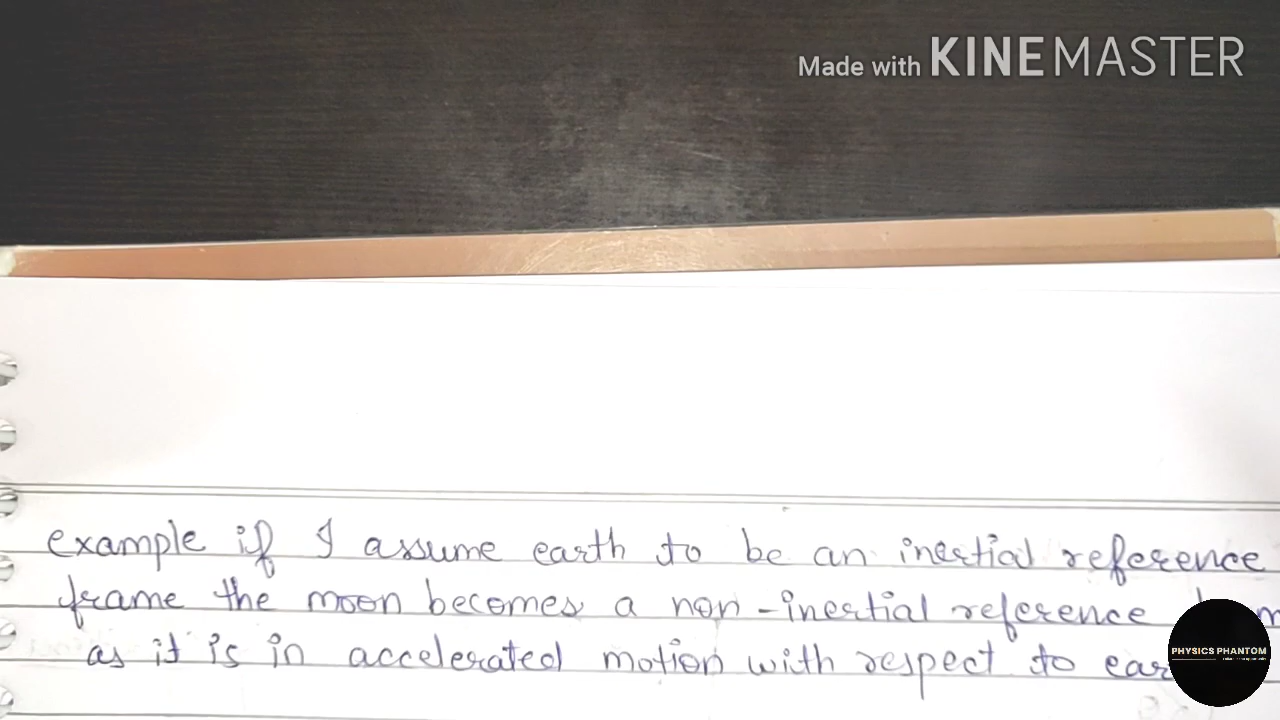 Made with KINEMASTER
example if I assume earth to be an inertial reference
frame the moon becomes a non-inertial reference
as it is in accelerated motion with respect to
PHYSICS PHANTOM